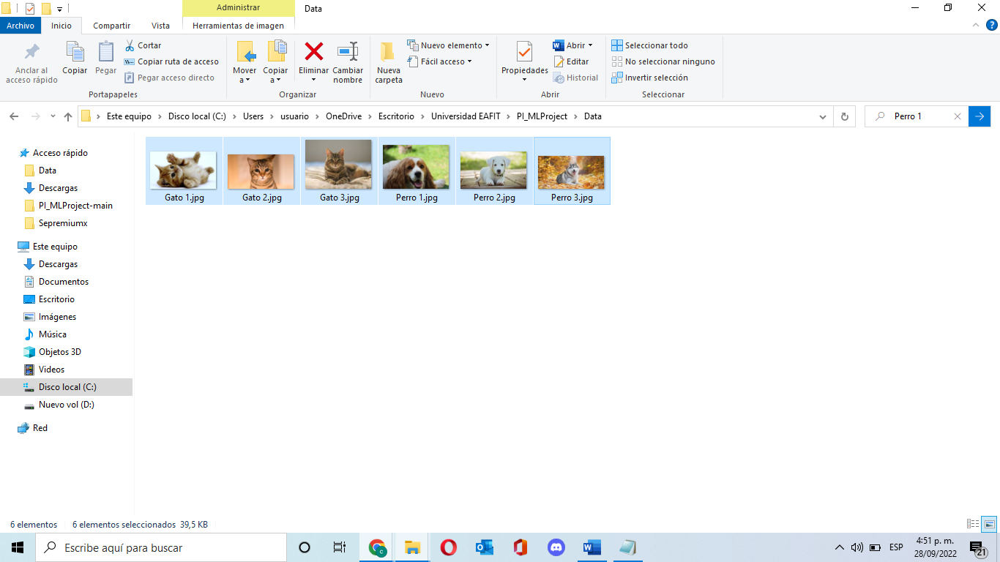 Administrar
Data
Archivo
Inicio
Compartir
Vista
Herramientas de imagen
Anclar al
acceso rápido
Copiar
Pegar
Cortar
Copiar ruta de acceso
Pegar acceso directo
Portapapeles
Mover
a
Copiar
a
Eliminar
Cambiar
nombre
Organizar
Nueva
carpeta
Nuevo elemento
Fácil acceso
Nuevo
Propiedades
Abrir
Editar
Historial
Abrir
Seleccionar todo
No seleccionar ninguno
Invertir selección
Seleccionar
Este equipo
Disco local (C:)
Users
usuario
OneDrive
Escritorio
Universidad EAFIT
PI_MLProject
Data
Perro 1
Acceso rápido
Data
Descargas
PI_MLProject-main
Sepremiumx
Este equipo
Descargas
Documentos
Escritorio
Imágenes
Música
Objetos 3D
Videos
Disco local (C:)
Nuevo vol (D:)
Red
Gato 1.jpg
Gato 2.jpg
Gato 3.jpg
Perro 1.jpg
Perro 2.jpg
Perro 3.jpg
6 elementos
6 elementos seleccionados 39,5 KB
Escribe aquí para buscar
ESP
4:51 p. m.
28/09/2022
21